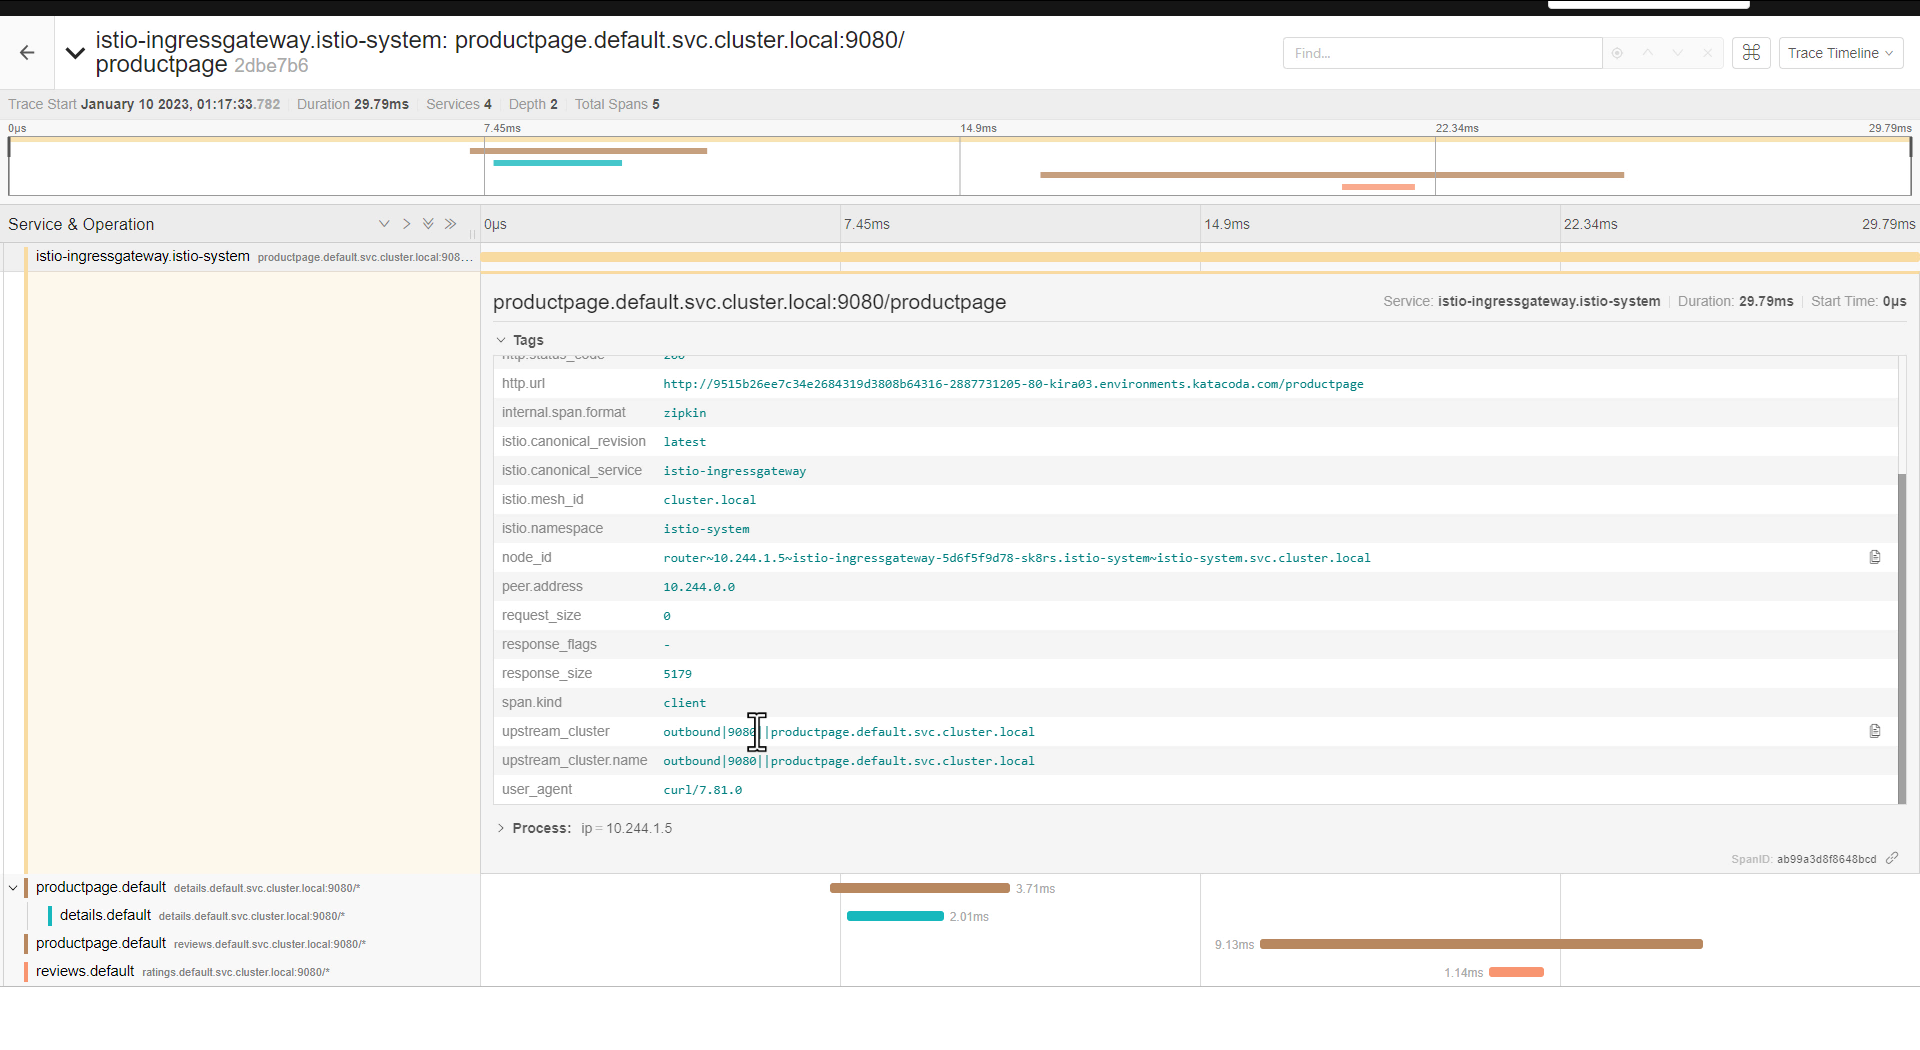 istio-ingressgateway.istio-system: productpage.default.svc.cluster.local:9080/
productpage 2dbe7b6
Find...
Trace Timeline
Trace Start January 10 2023, 01:17:33.782 Duration 29.79ms Services 4 Depth 2 Total Spans 5
0µs 7.45ms 14.9ms 22.34ms 29.79ms
Service & Operation 0µs 7.45ms 14.9ms 22.34ms 29.79ms
istio-ingressgateway.istio-system productpage.default.svc.cluster.local:908...
productpage.default.svc.cluster.local:9080/productpage Service: istio-ingressgateway.istio-system Duration: 29.79ms Start Time: 0µs
Tags
http.status_code 200
http.url http://9515b26ee7c34e2684319d3808b64316-2887731205-80-kira03.environments.katacoda.com/productpage
internal.span.format zipkin
istio.canonical_revision latest
istio.canonical_service istio-ingressgateway
istio.mesh_id cluster.local
istio.namespace istio-system
node_id router~10.244.1.5~istio-ingressgateway-5d6f5f9d78-sk8rs.istio-system~istio-system.svc.cluster.local
peer.address 10.244.0.0
request_size 0
response_flags -
response_size 5179
span.kind client
upstream_cluster outbound|9080||productpage.default.svc.cluster.local
upstream_cluster.name outbound|9080||productpage.default.svc.cluster.local
user_agent curl/7.81.0
Process: ip = 10.244.1.5
SpanID: ab99a3d8f8648bcd
productpage.default details.default.svc.cluster.local:9080/* 3.71ms
details.default details.default.svc.cluster.local:9080/* 2.01ms
productpage.default reviews.default.svc.cluster.local:9080/* 9.13ms
reviews.default ratings.default.svc.cluster.local:9080/* 1.14ms